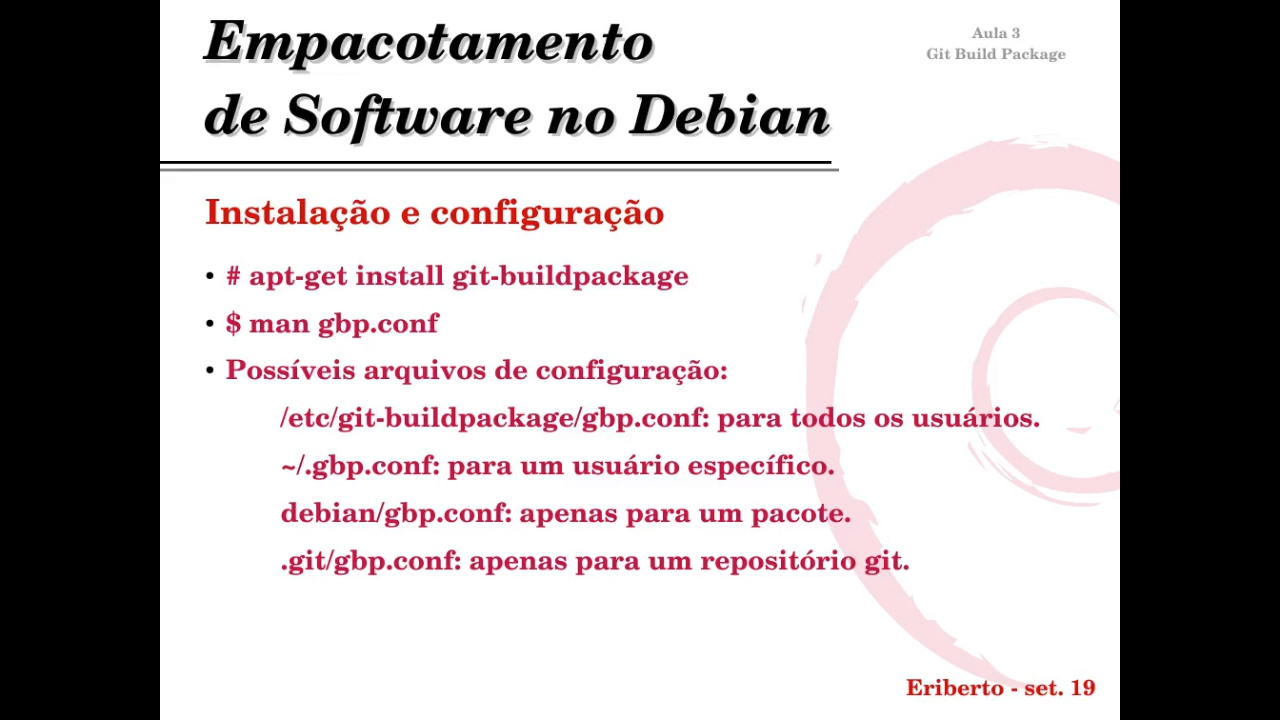 Empacotamento
de Software no Debian
Aula 3
Git Build Package
Instalação e configuração
• # apt-get install git-buildpackage
• $ man gbp.conf
• Possíveis arquivos de configuração:
/etc/git-buildpackage/gbp.conf: para todos os usuários.
~/.gbp.conf: para um usuário específico.
debian/gbp.conf: apenas para um pacote.
.git/gbp.conf: apenas para um repositório git.
Eriberto - set. 19